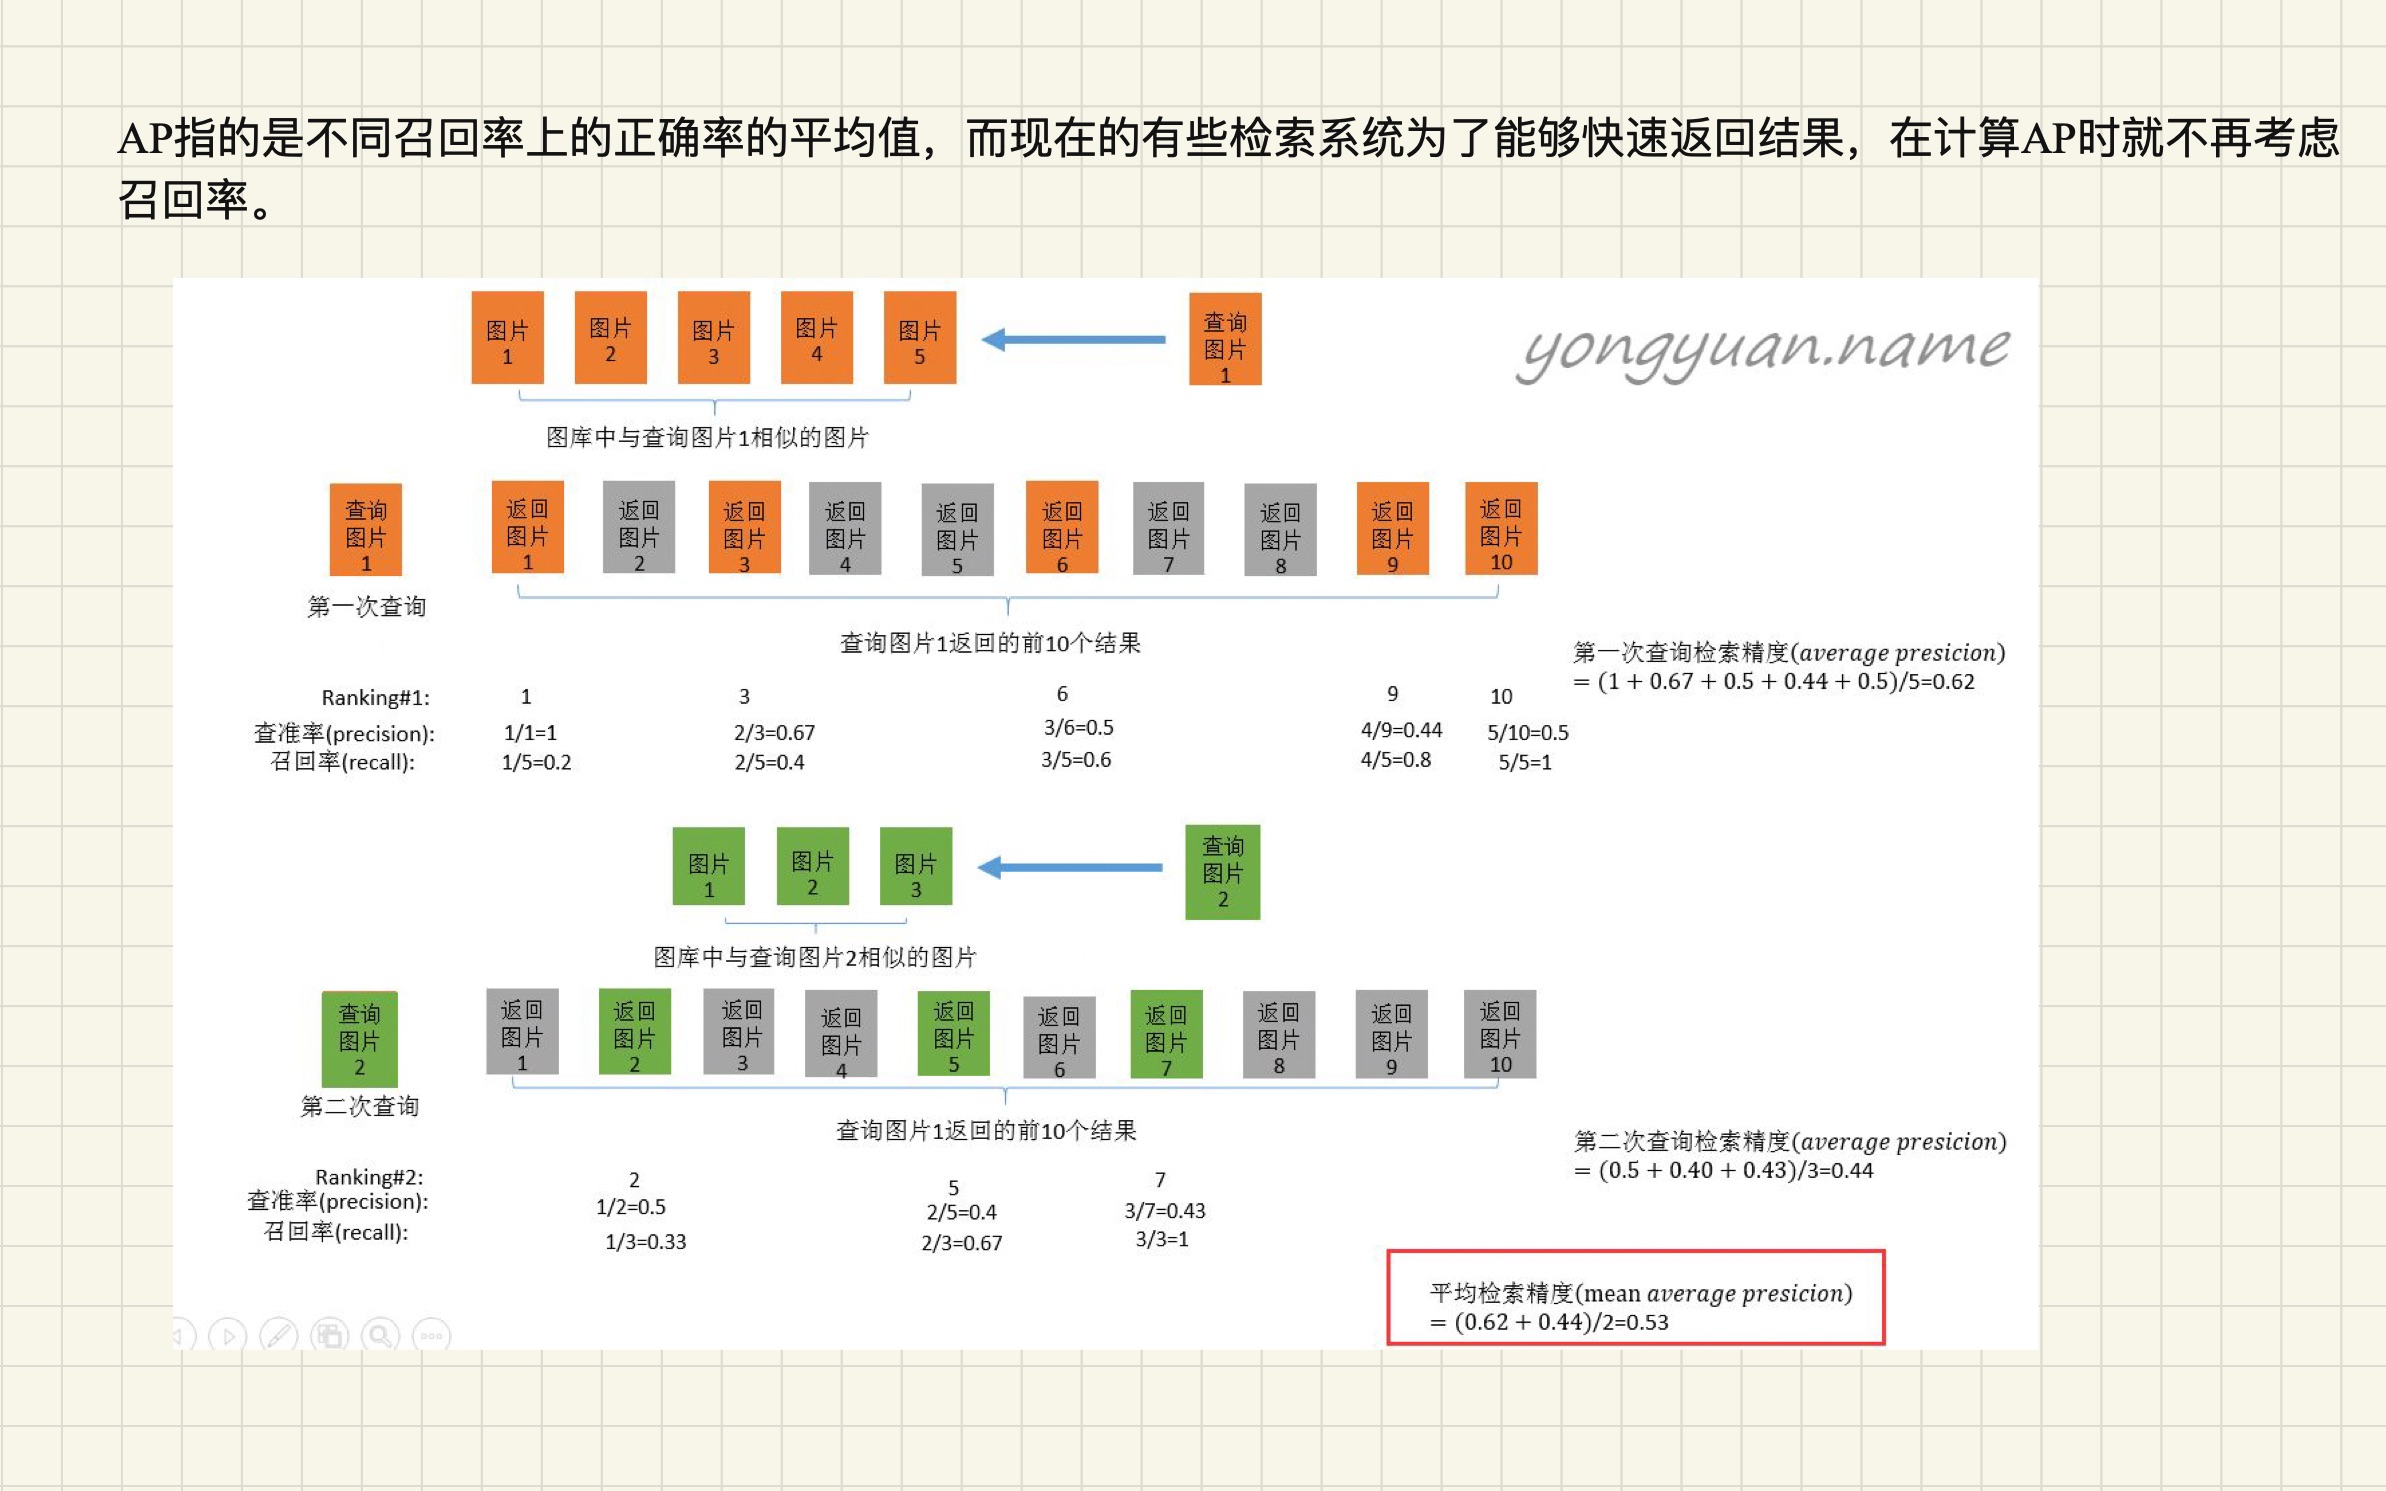 AP指的是不同召回率上的正确率的平均值，而现在的有些检索系统为了能够快速返回结果，在计算AP时就不再考虑
召回率。
图片 1 图片 2 图片 3 图片 4 图片 5 查询图片 1
yongyuan.name
图库中与查询图片1相似的图片
查询图片 1 返回图片 1 返回图片 2 返回图片 3 返回图片 4 返回图片 5 返回图片 6 返回图片 7 返回图片 8 返回图片 9 返回图片 10
第一次查询
查询图片1返回的前10个结果
第一次查询检索精度(average presicion)
= (1 + 0.67 + 0.5 + 0.44 + 0.5)/5=0.62
Ranking#1: 1 3 6 9 10
查准率(precision): 1/1=1 2/3=0.67 3/6=0.5 4/9=0.44 5/10=0.5
召回率(recall): 1/5=0.2 2/5=0.4 3/5=0.6 4/5=0.8 5/5=1
图片 1 图片 2 图片 3 查询图片 2
图库中与查询图片2相似的图片
查询图片 2 返回图片 1 返回图片 2 返回图片 3 返回图片 4 返回图片 5 返回图片 6 返回图片 7 返回图片 8 返回图片 9 返回图片 10
第二次查询
查询图片1返回的前10个结果
第二次查询检索精度(average presicion)
= (0.5 + 0.40 + 0.43)/3=0.44
Ranking#2: 2 5 7
查准率(precision): 1/2=0.5 2/5=0.4 3/7=0.43
召回率(recall): 1/3=0.33 2/3=0.67 3/3=1
平均检索精度(mean average presicion)
= (0.62 + 0.44)/2=0.53